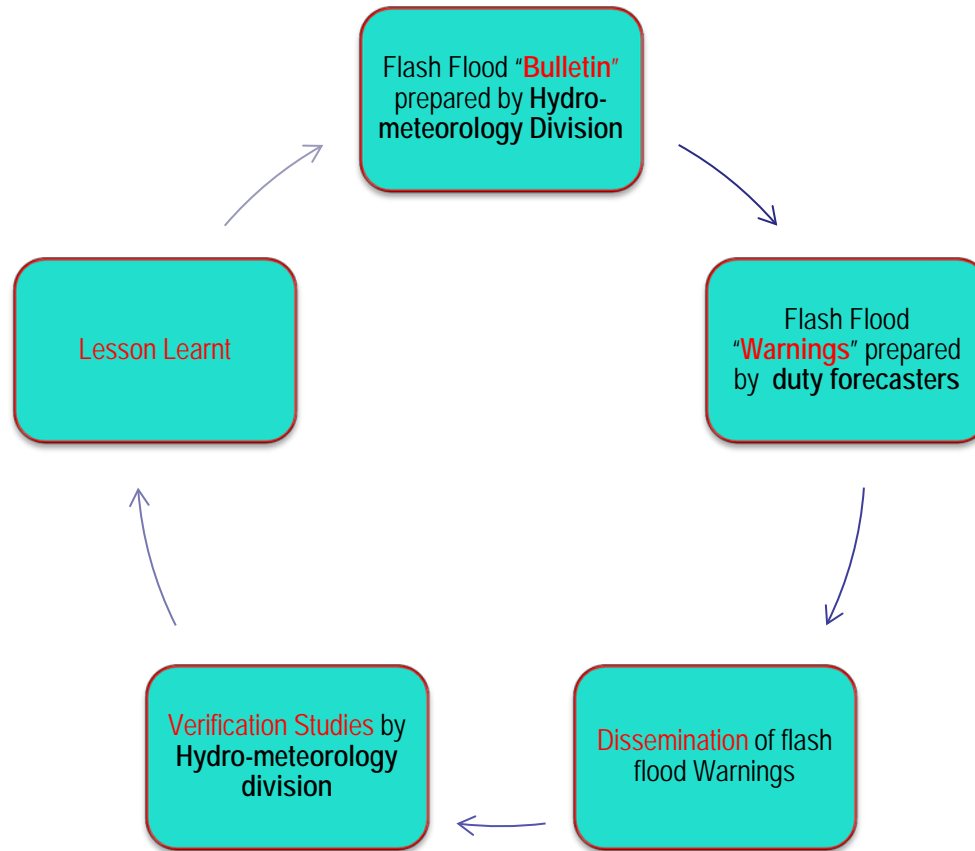 Flash Flood “Bulletin”
prepared by Hydro-
meteorology Division
Flash Flood
“Warnings” prepared
by duty forecasters
Dissemination of flash
flood Warnings
Verification Studies by
Hydro-meteorology
division
Lesson Learnt